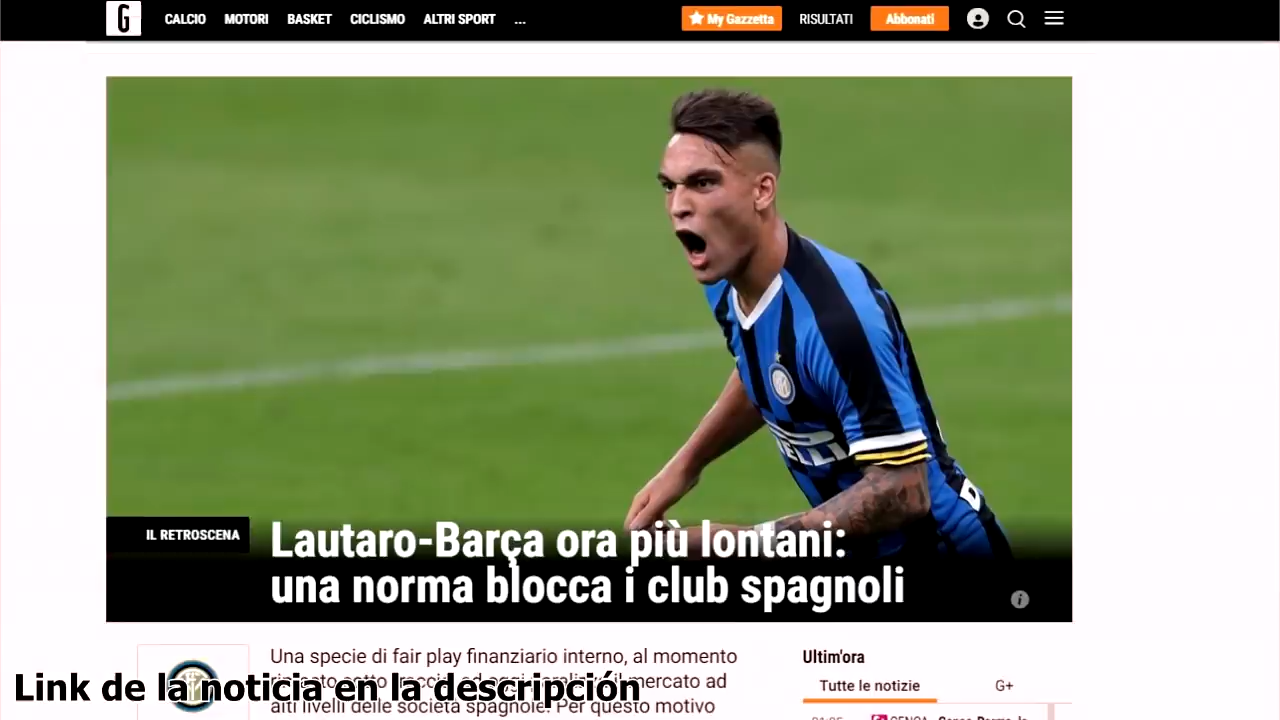 G CALCIO MOTORI BASKET CICLISMO ALTRI SPORT ... My Gazzetta RISULTATI Abbonati
IL RETROSCENA
Lautaro-Barça ora più lontani:
una norma blocca i club spagnoli
Una specie di fair play finanziario interno, al momento
il mercato ad
alti livelli delle società spagnole. Per questo motivo
Link de la noticia en la descripción
Ultim'ora
Tutte le notizie G+